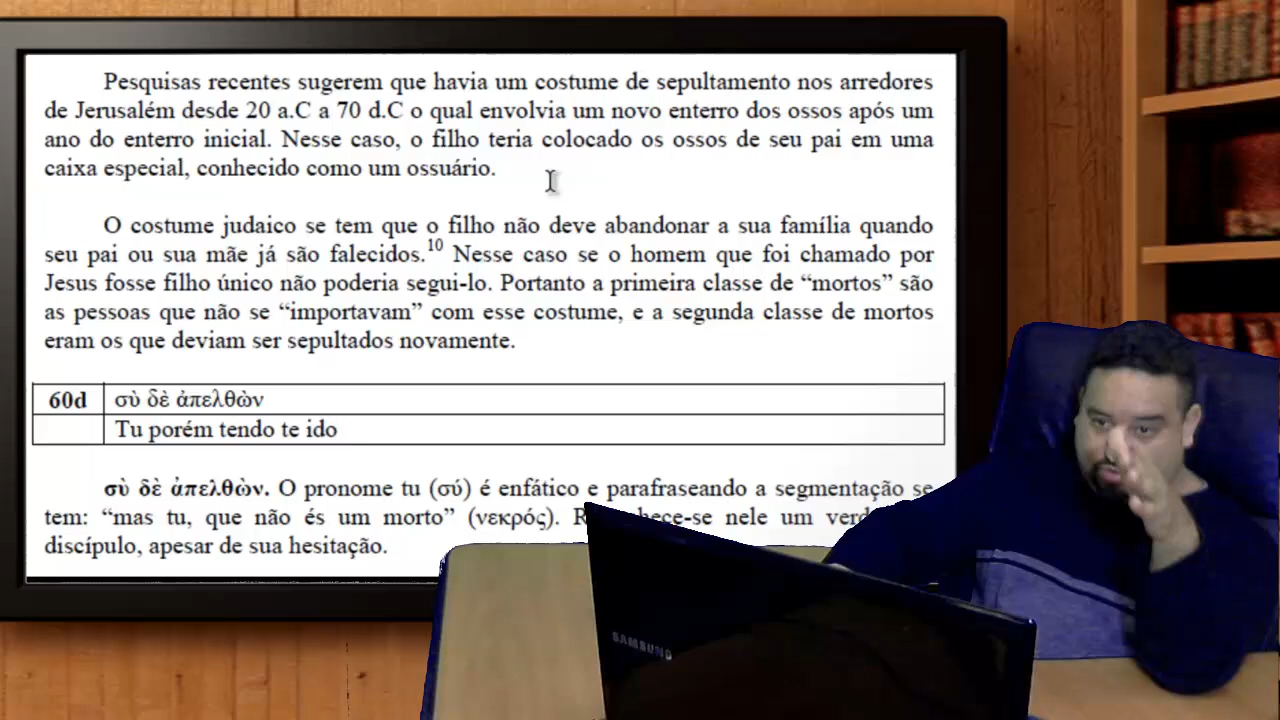 Pesquisas recentes sugerem que havia um costume de sepultamento nos arredores
de Jerusalém desde 20 a.C a 70 d.C o qual envolvia um novo enterro dos ossos após um
ano do enterro inicial. Nesse caso, o filho teria colocado os ossos de seu pai em uma
caixa especial, conhecido como um ossuário.
O costume judaico se tem que o filho não deve abandonar a sua família quando
seu pai ou sua mãe já são falecidos.10 Nesse caso se o homem que foi chamado por
Jesus fosse filho único não poderia segui-lo. Portanto a primeira classe de “mortos” são
as pessoas que não se “importavam” com esse costume, e a segunda classe de mortos
eram os que deviam ser sepultados novamente.
60d σὺ δὲ ἀπελθὼν
Tu porém tendo te ido
σὺ δὲ ἀπελθὼν. O pronome tu (σύ) é enfático e parafraseando a segmentação se
tem: “mas tu, que não és um morto” (νεκρός). nele um
discípulo, apesar de sua hesitação.
SAMSUNG